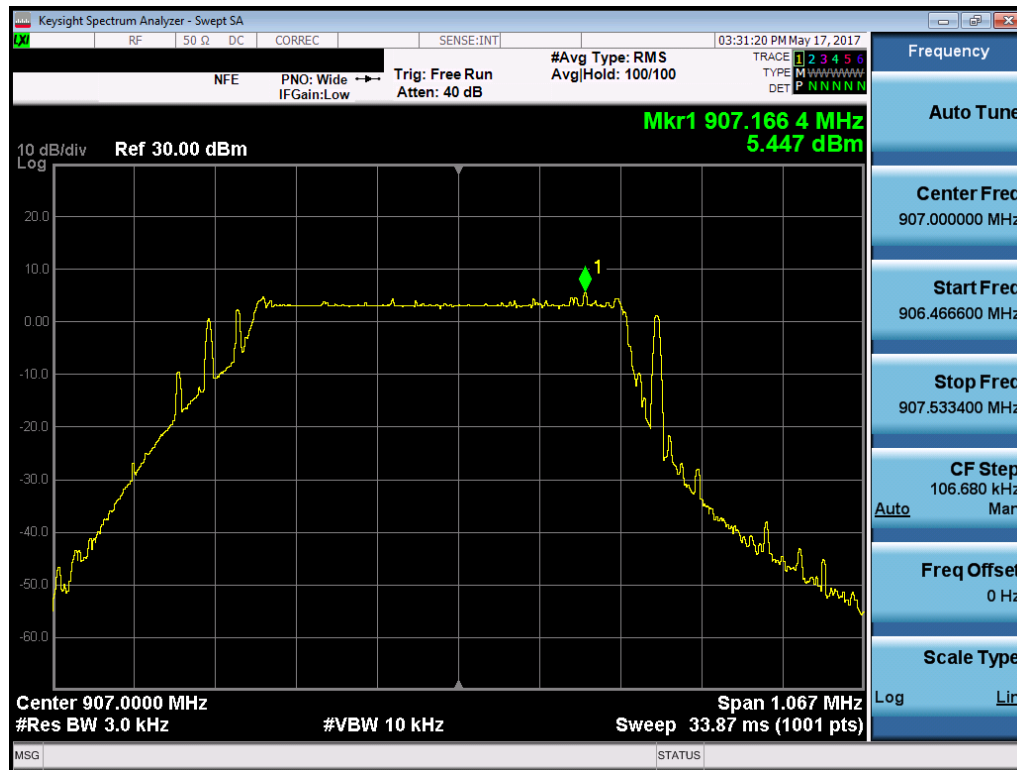 Keysight Spectrum Analyzer - Swept SA
LXI RF 50 Ω DC CORREC SENSE:INT 03:31:20 PM May 17, 2017
NFE PNO: Wide Trig: Free Run #Avg Type: RMS TRACE 1 2 3 4 5 6
IFGain:Low Atten: 40 dB Avg|Hold: 100/100 TYPE M WWWWW
DET P N N N N N
Mkr1 907.166 4 MHz
5.447 dBm
10 dB/div Ref 30.00 dBm
Log
20.0
10.0
1
0.00
-10.0
-20.0
-30.0
-40.0
-50.0
-60.0
Center 907.0000 MHz Span 1.067 MHz
#Res BW 3.0 kHz #VBW 10 kHz Sweep 33.87 ms (1001 pts)
MSG STATUS
Frequency
Auto Tune
Center Freq
907.000000 MHz
Start Freq
906.466600 MHz
Stop Freq
907.533400 MHz
CF Step
106.680 kHz
Auto Man
Freq Offset
0 Hz
Scale Type
Log Lin